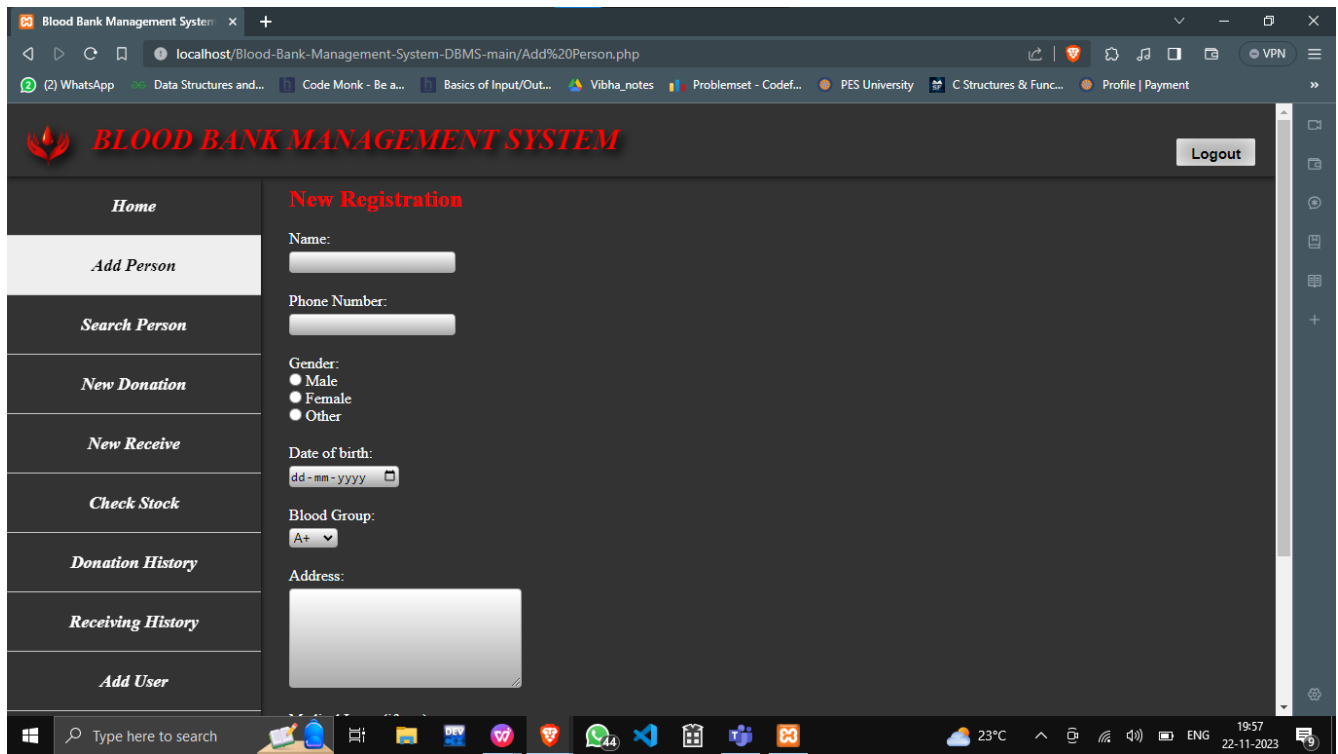 Blood Bank Management System
localhost/Blood-Bank-Management-System-DBMS-main/Add%20Person.php
VPN
(2) WhatsApp
Data Structures and...
Code Monk - Be a...
Basics of Input/Out...
Vibha_notes
Problemset - Codef...
PES University
C Structures & Func...
Profile | Payment
»
BLOOD BANK MANAGEMENT SYSTEM
Logout
Home
Add Person
Search Person
New Donation
New Receive
Check Stock
Donation History
Receiving History
Add User
New Registration
Name:
Phone Number:
Gender:
Male
Female
Other
Date of birth:
dd-mm-yyyy
Blood Group:
A+
Address:
Type here to search
DEV
44
23°C
ENG
19:57
22-11-2023
9